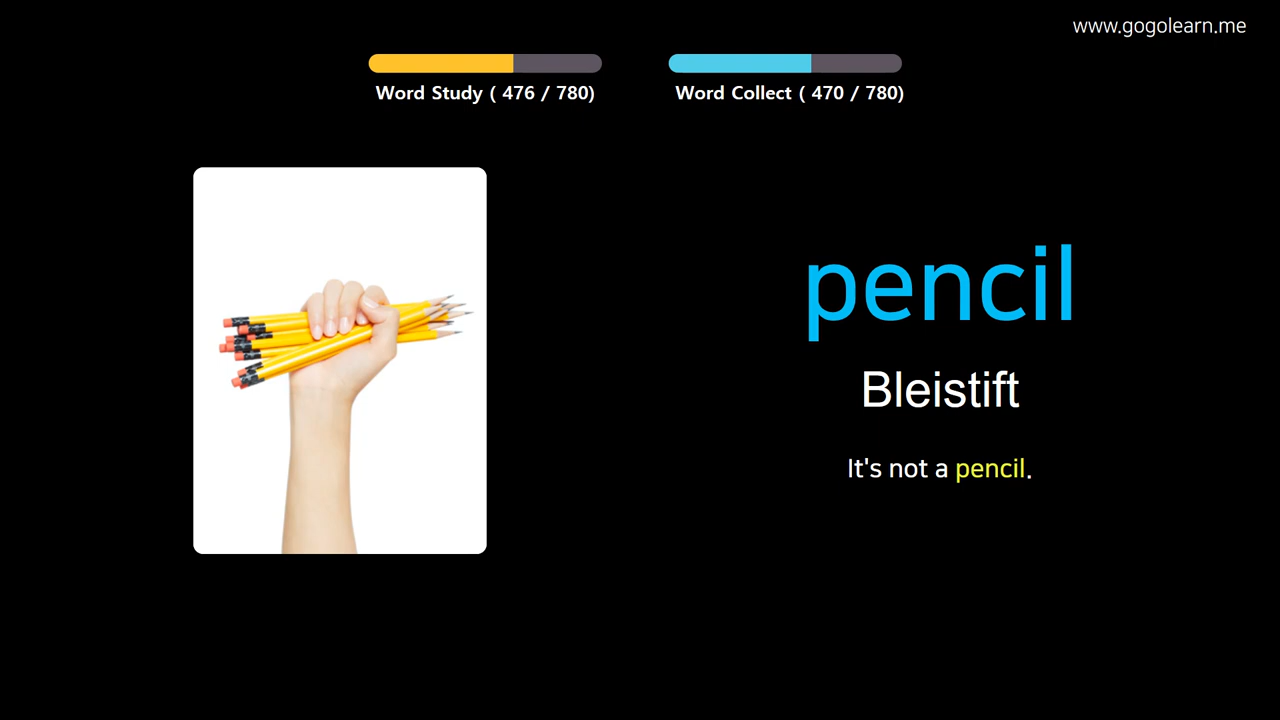 www.gogolearn.me
Word Study ( 476 / 780)
Word Collect ( 470 / 780)
pencil
Bleistift
It's not a pencil.